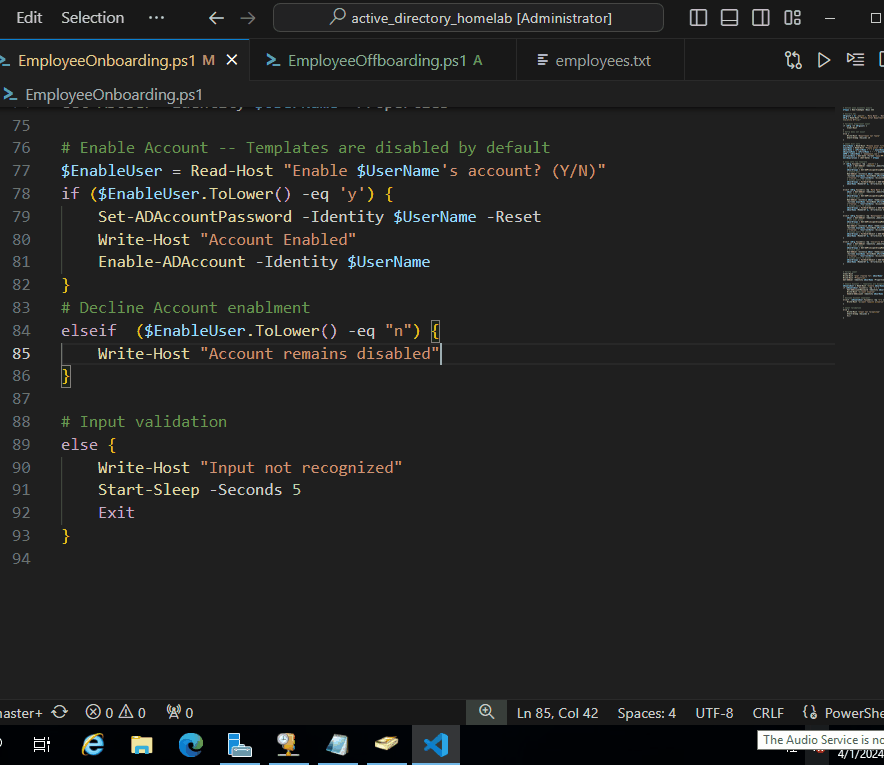 Edit Selection ··· active_directory_homelab [Administrator]
EmployeeOnboarding.ps1 M EmployeeOffboarding.ps1 A employees.txt
EmployeeOnboarding.ps1
75
76 # Enable Account -- Templates are disabled by default
77 $EnableUser = Read-Host "Enable $UserName's account? (Y/N)"
78 if ($EnableUser.ToLower() -eq 'y') {
79 Set-ADAccountPassword -Identity $UserName -Reset
80 Write-Host "Account Enabled"
81 Enable-ADAccount -Identity $UserName
82 }
83 # Decline Account enablment
84 elseif  ($EnableUser.ToLower() -eq "n") {
85 Write-Host "Account remains disabled"
86 }
87
88 # Input validation
89 else {
90 Write-Host "Input not recognized"
91 Start-Sleep -Seconds 5
92 Exit
93 }
94
master+ 0 0 0 Ln 85, Col 42 Spaces: 4 UTF-8 CRLF {} PowerShe
The Audio Service is no
4/1/2024